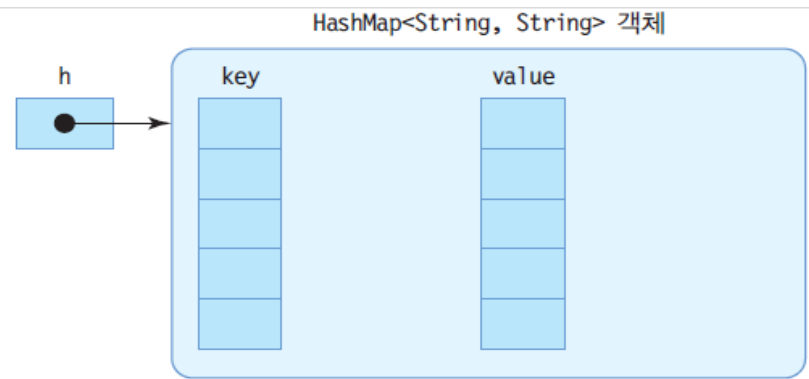 HashMap<String, String> 객체
h
key
value